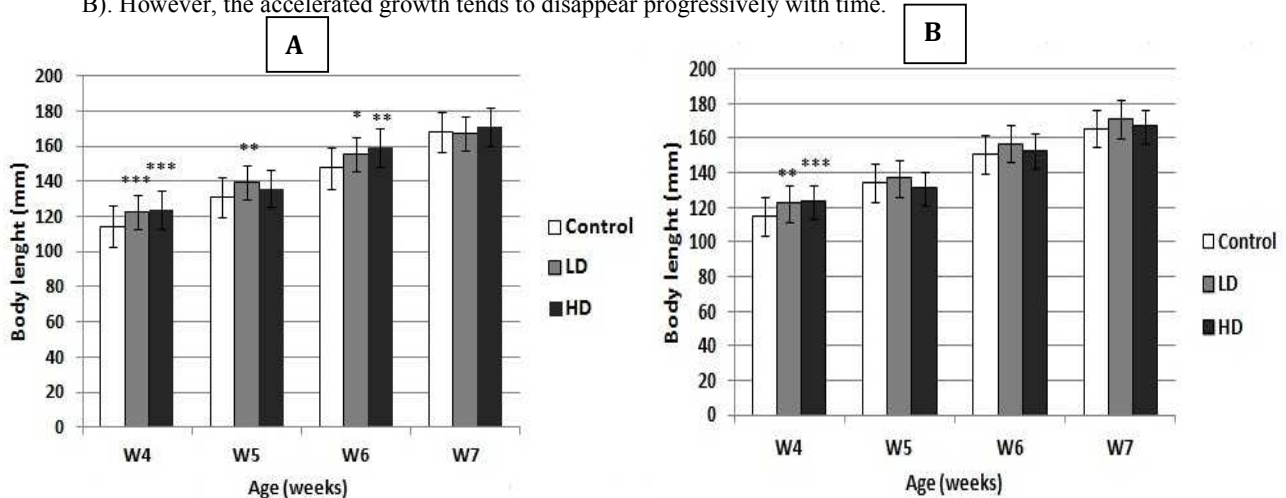 B). However, the accelerated growth tends to disappear progressively with time.
A
200
180
160
140
120
100
80
60
40
20
0
Body lenght (mm)
*** ***
**
* **
W4 W5 W6 W7
Age (weeks)
Control
LD
HD
B
200
180
160
140
120
100
80
60
40
20
0
Body lenght (mm)
** ***
W4 W5 W6 W7
Age (weeks)
Control
LD
HD